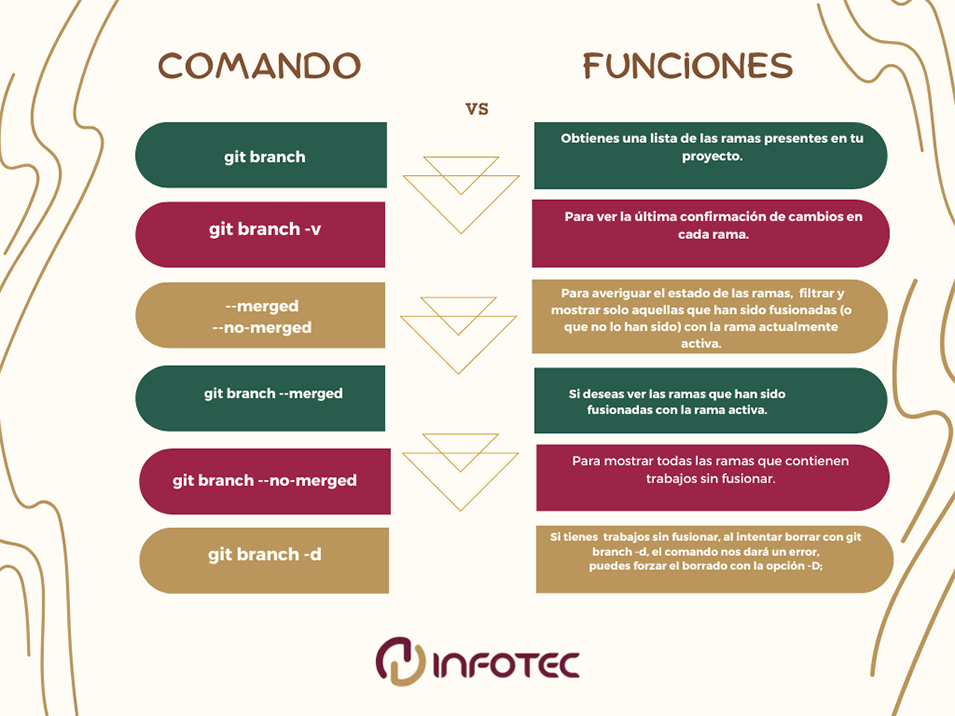 COMANDO
FUNCIONES
VS
git branch
Obtienes una lista de las ramas presentes en tu
proyecto.
git branch -v
Para ver la última confirmación de cambios en
cada rama.
--merged
--no-merged
Para averiguar el estado de las ramas, filtrar y
mostrar solo aquellas que han sido fusionadas (o
que no lo han sido) con la rama actualmente
activa.
git branch --merged
Si deseas ver las ramas que han sido
fusionadas con la rama activa.
git branch --no-merged
Para mostrar todas las ramas que contienen
trabajos sin fusionar.
git branch -d
Si tienes trabajos sin fusionar, al intentar borrar con git
branch -d, el comando nos dará un error,
puedes forzar el borrado con la opción -D;
INFOTEC